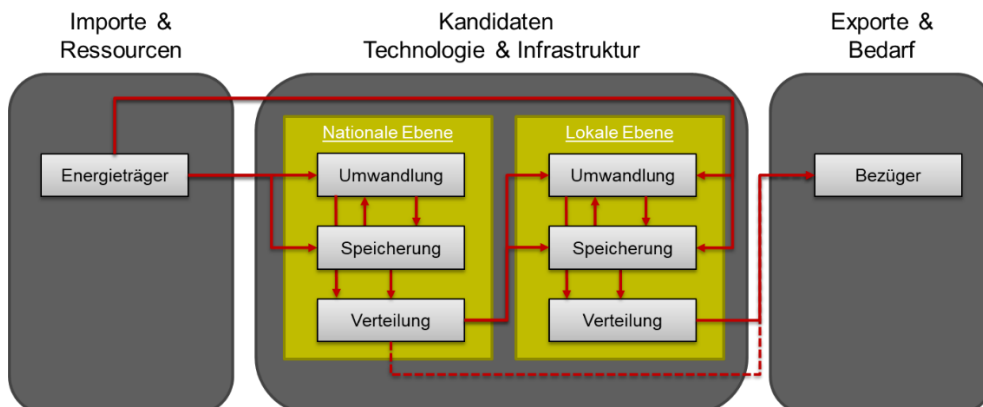 Importe &
Ressourcen
Kandidaten
Technologie & Infrastruktur
Exporte &
Bedarf
Nationale Ebene
Lokale Ebene
Energieträger
Umwandlung
Umwandlung
Bezüger
Speicherung
Speicherung
Verteilung
Verteilung